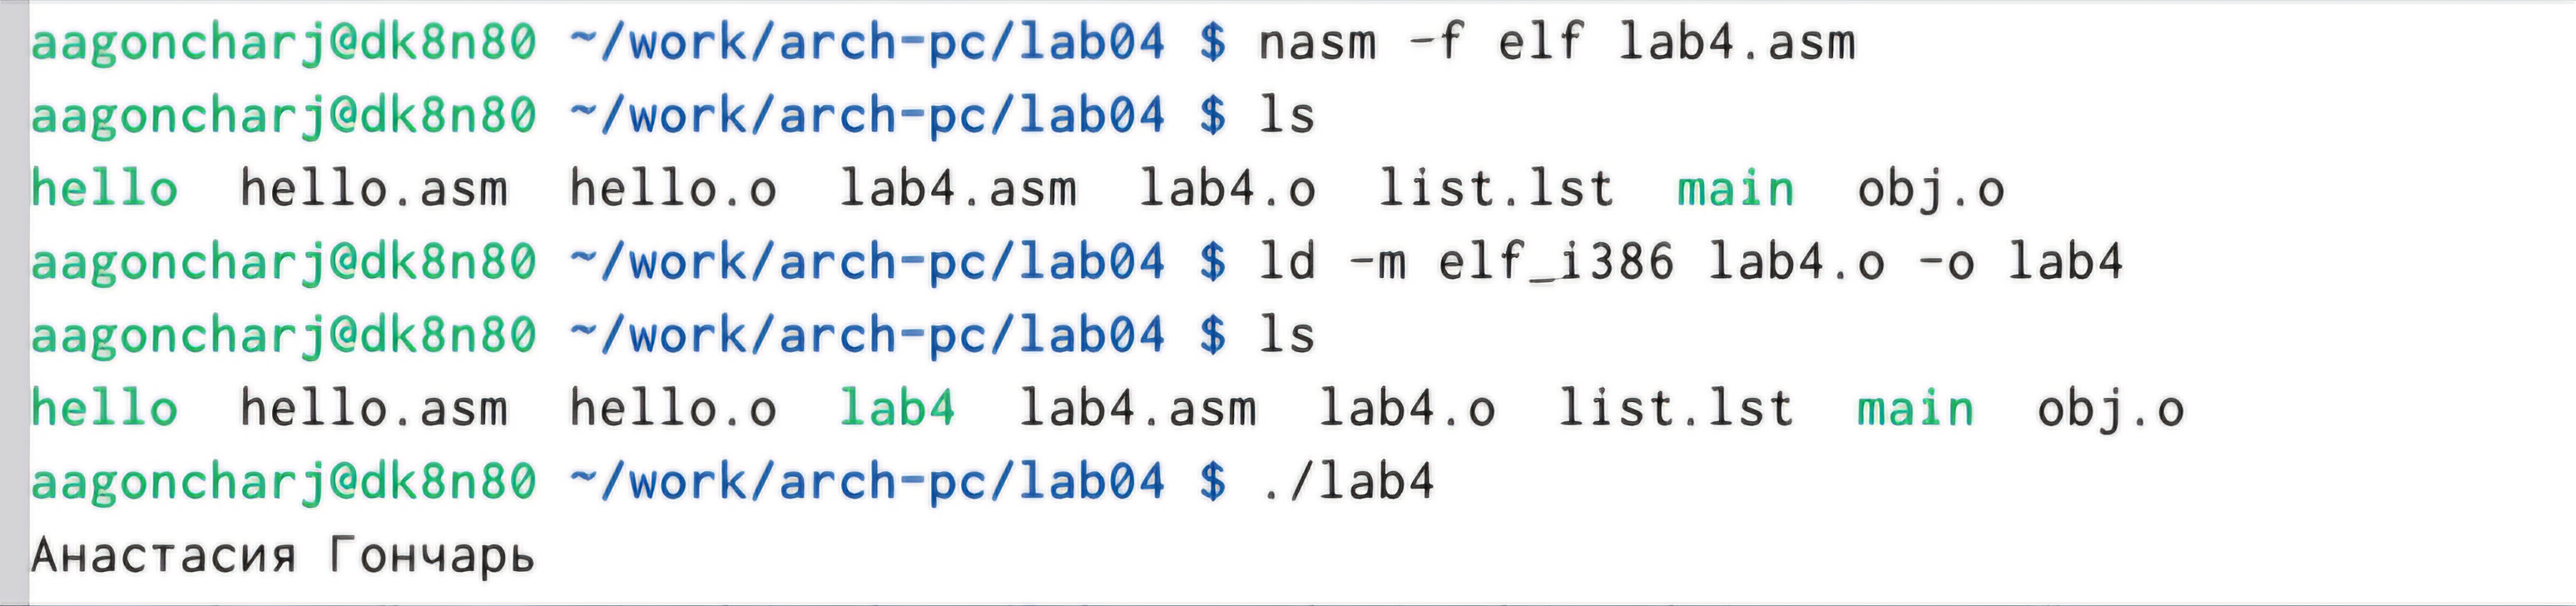 aagoncharj@dk8n80 ~/work/arch-pc/lab04 $ nasm -f elf lab4.asm
aagoncharj@dk8n80 ~/work/arch-pc/lab04 $ ls
hello  hello.asm  hello.o  lab4.asm  lab4.o  list.lst  main  obj.o
aagoncharj@dk8n80 ~/work/arch-pc/lab04 $ ld -m elf_i386 lab4.o -o lab4
aagoncharj@dk8n80 ~/work/arch-pc/lab04 $ ls
hello  hello.asm  hello.o  lab4  lab4.asm  lab4.o  list.lst  main  obj.o
aagoncharj@dk8n80 ~/work/arch-pc/lab04 $ ./lab4
Анастасия Гончарь